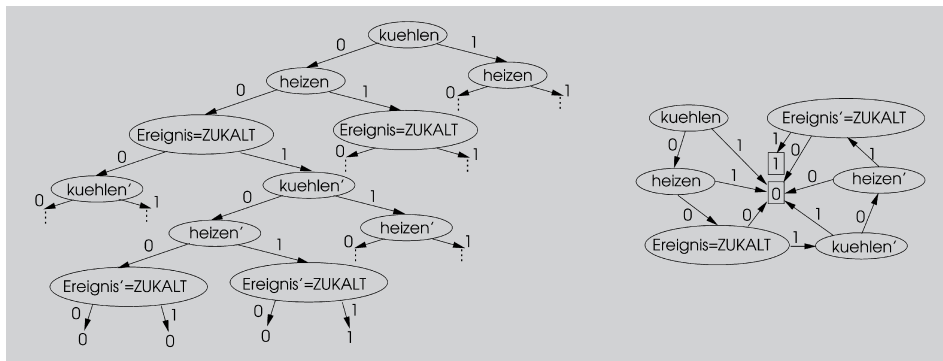 kuehlen
0 1
heizen heizen
0 1 0 1
Ereignis=ZUKALT Ereignis=ZUKALT
0 1 0 1
kuehlen’ kuehlen’
0 1 0 1
heizen’ heizen’
0 1 0 1
Ereignis’=ZUKALT Ereignis’=ZUKALT
0 1 0 1
0 0 0 1
kuehlen Ereignis’=ZUKALT
0 1 1 0
1
heizen 1 0 heizen’ 1
0
0 0 1 0
Ereignis=ZUKALT 1 kuehlen’